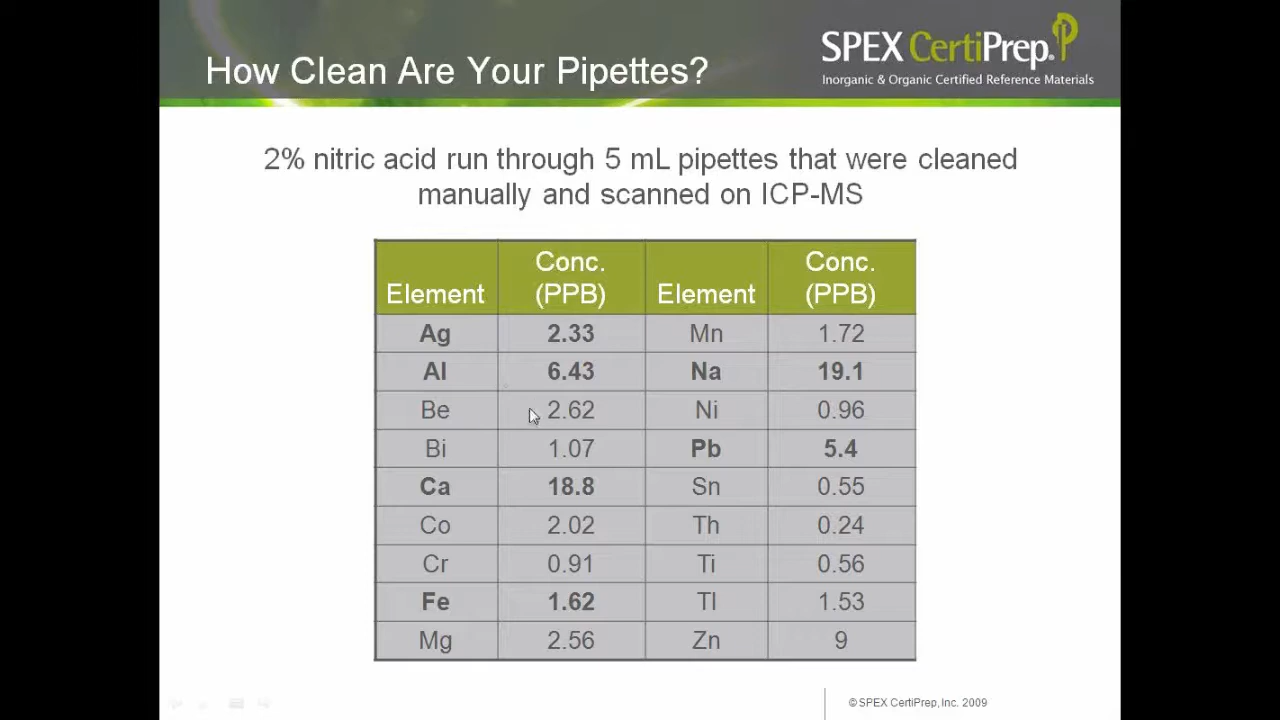 How Clean Are Your Pipettes?
SPEX CertiPrep.
Inorganic & Organic Certified Reference Materials
2% nitric acid run through 5 mL pipettes that were cleaned
manually and scanned on ICP-MS
Element Conc. (PPB) Element Conc. (PPB)
Ag 2.33 Mn 1.72
Al 6.43 Na 19.1
Be 2.62 Ni 0.96
Bi 1.07 Pb 5.4
Ca 18.8 Sn 0.55
Co 2.02 Th 0.24
Cr 0.91 Ti 0.56
Fe 1.62 Tl 1.53
Mg 2.56 Zn 9
© SPEX CertiPrep, Inc. 2009